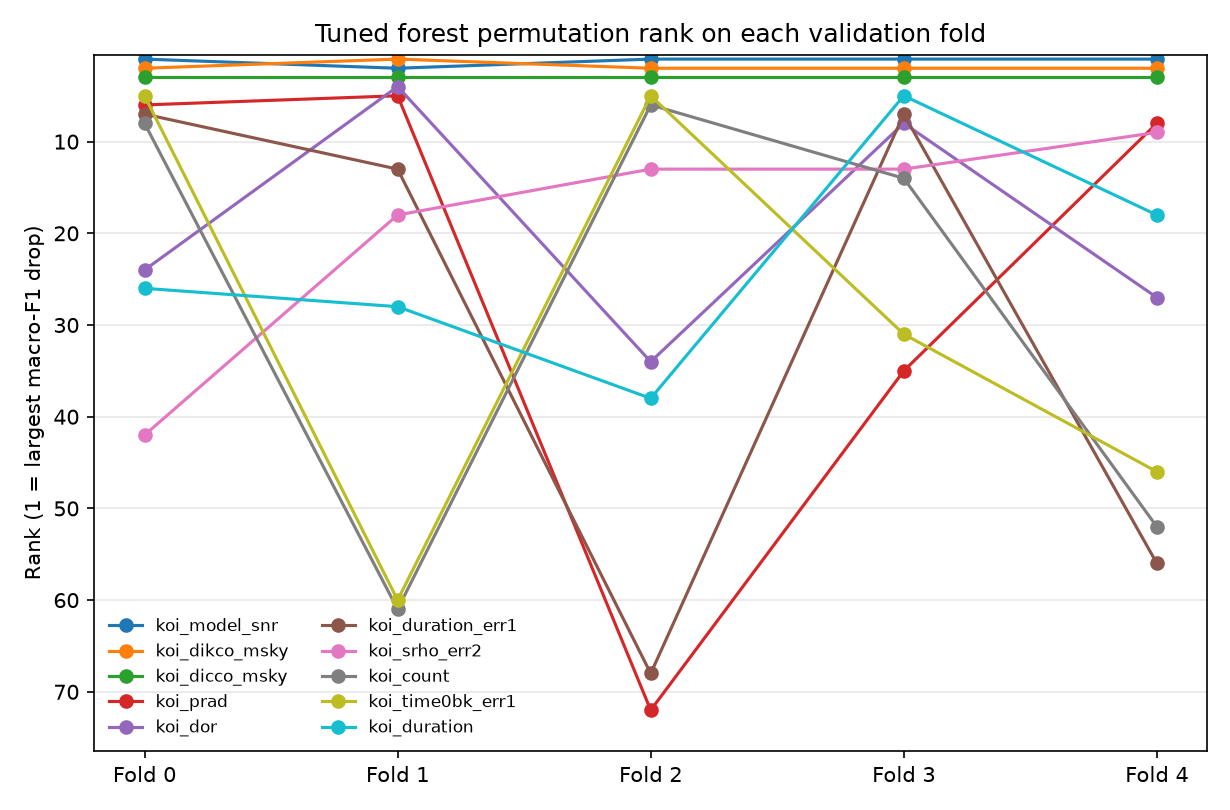 Tuned forest permutation rank on each validation fold
Rank (1 = largest macro-F1 drop)
10
20
30
40
50
60
70
koi_model_snr
koi_dikco_msky
koi_dicco_msky
koi_prad
koi_dor
koi_duration_err1
koi_srho_err2
koi_count
koi_time0bk_err1
koi_duration
Fold 0
Fold 1
Fold 2
Fold 3
Fold 4